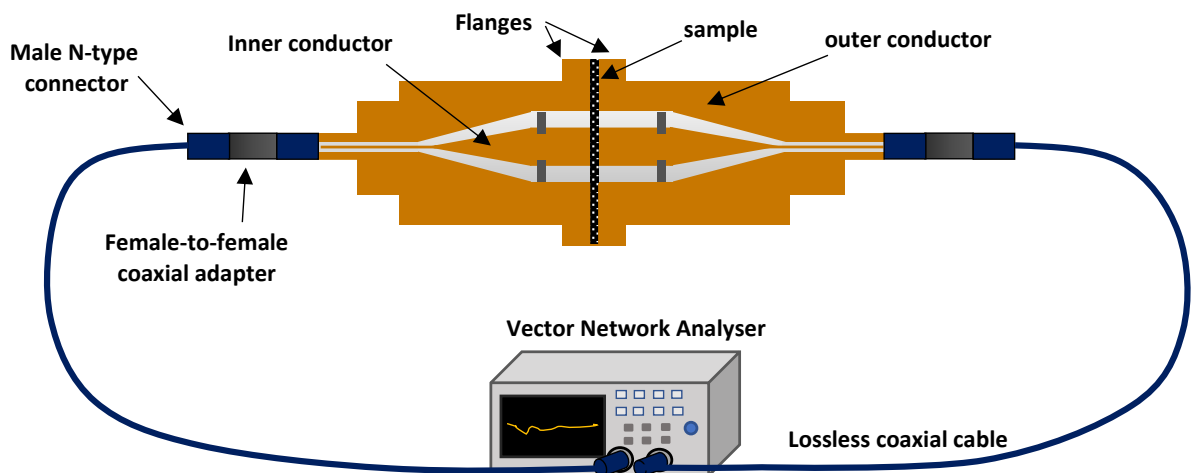 Flanges
sample
Inner conductor
outer conductor
Male N-type
connector
Female-to-female
coaxial adapter
Vector Network Analyser
Lossless coaxial cable